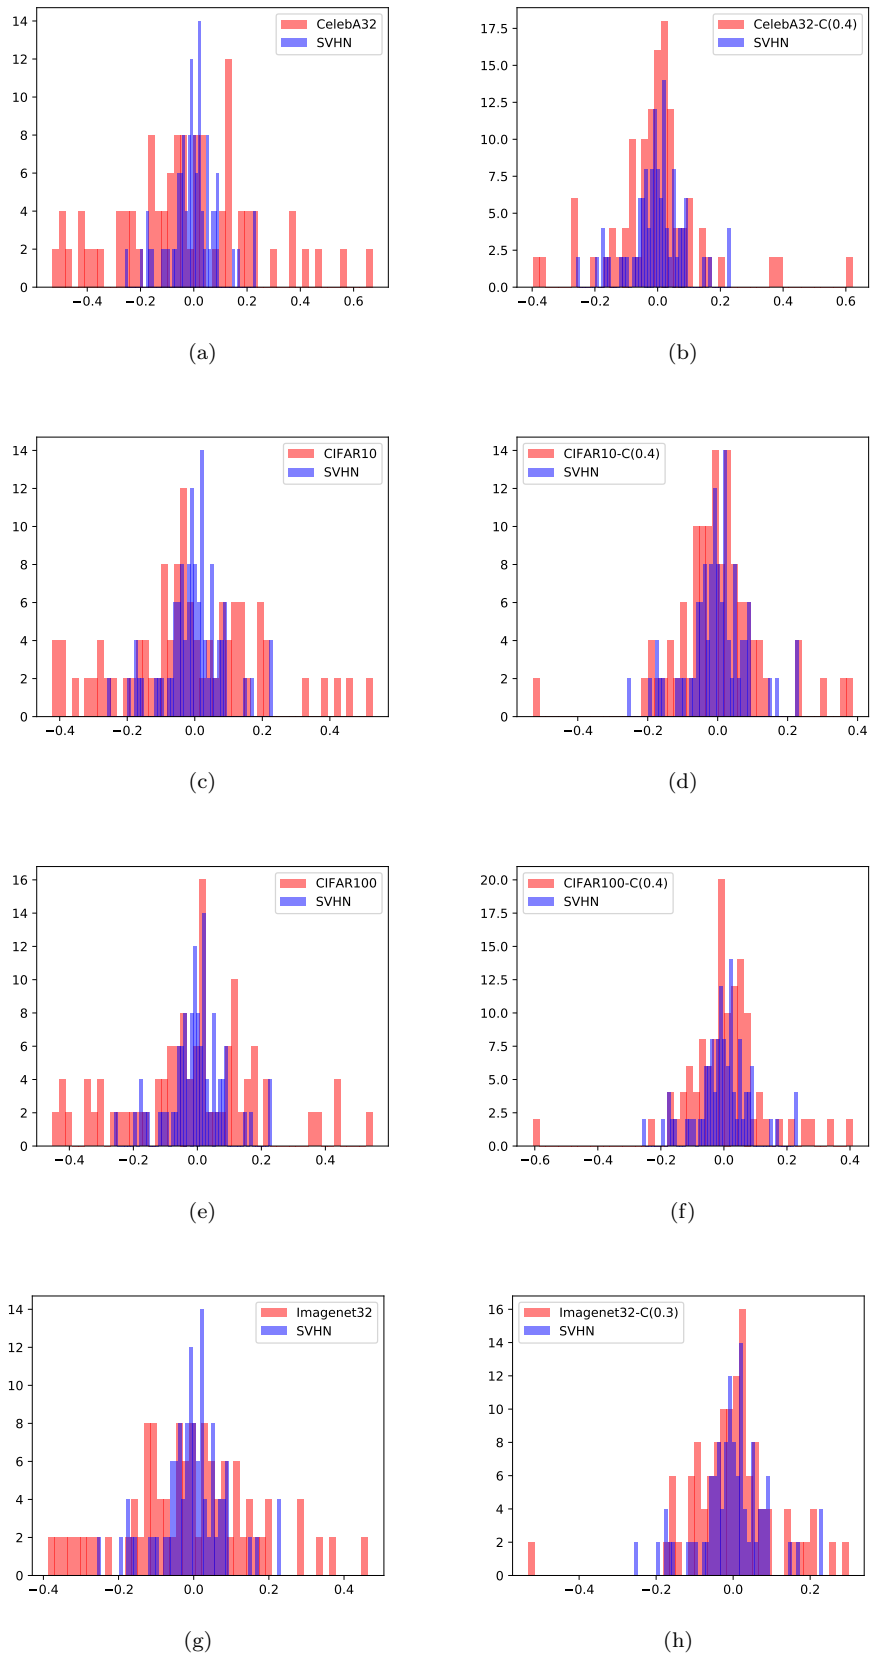 CelebA32
SVHN
14
12
10
8
6
4
2
0
−0.4 −0.2 0.0 0.2 0.4 0.6
(a)
CelebA32-C(0.4)
SVHN
17.5
15.0
12.5
10.0
7.5
5.0
2.5
0.0
−0.4 −0.2 0.0 0.2 0.4 0.6
(b)
CIFAR10
SVHN
14
12
10
8
6
4
2
0
−0.4 −0.2 0.0 0.2 0.4
(c)
CIFAR10-C(0.4)
SVHN
14
12
10
8
6
4
2
0
−0.4 −0.2 0.0 0.2 0.4
(d)
CIFAR100
SVHN
16
14
12
10
8
6
4
2
0
−0.4 −0.2 0.0 0.2 0.4
(e)
CIFAR100-C(0.4)
SVHN
20.0
17.5
15.0
12.5
10.0
7.5
5.0
2.5
0.0
−0.6 −0.4 −0.2 0.0 0.2 0.4
(f)
Imagenet32
SVHN
14
12
10
8
6
4
2
0
−0.4 −0.2 0.0 0.2 0.4
(g)
Imagenet32-C(0.3)
SVHN
16
14
12
10
8
6
4
2
0
−0.4 −0.2 0.0 0.2
(h)